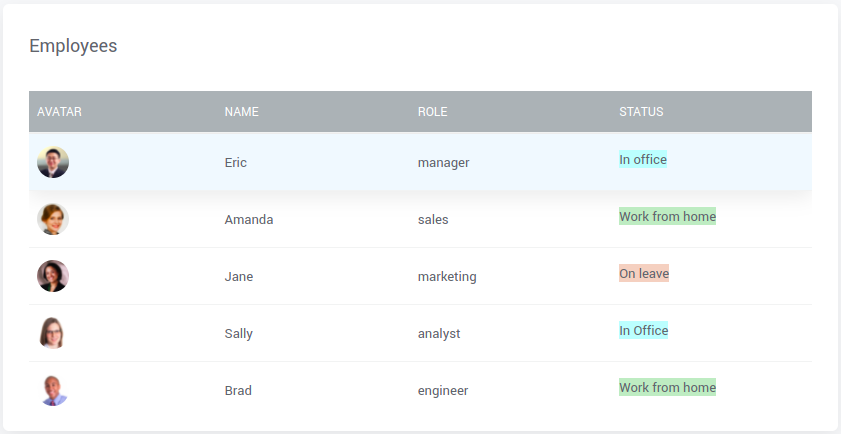 Employees
AVATAR NAME ROLE STATUS
Eric manager In office
Amanda sales Work from home
Jane marketing On leave
Sally analyst In Office
Brad engineer Work from home